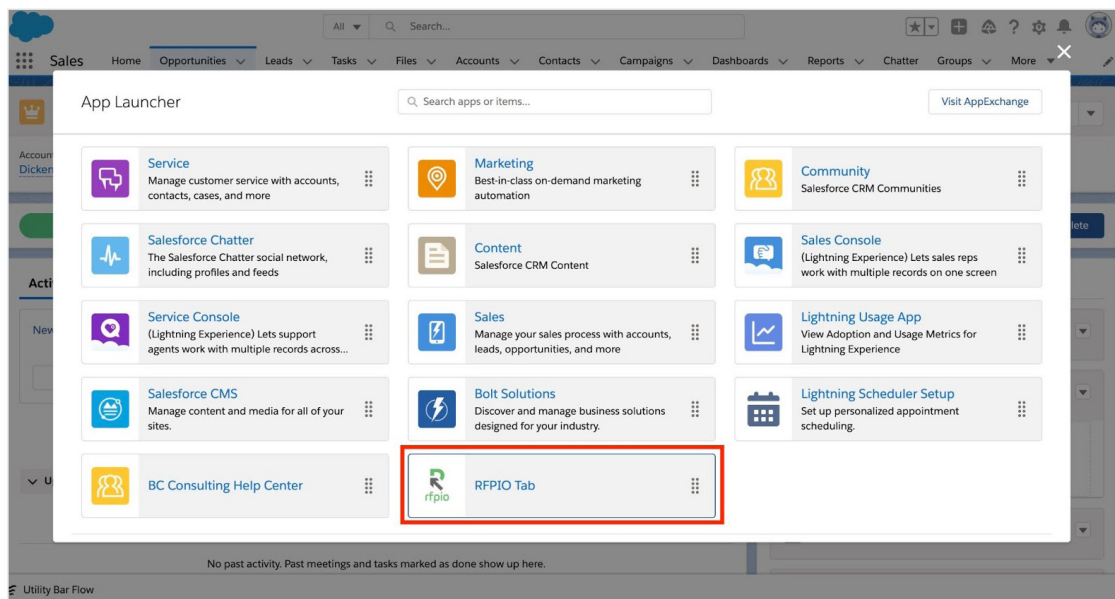 All
Search...
Sales
Home
Opportunities
Leads
Tasks
Files
Accounts
Contacts
Campaigns
Dashboards
Reports
Chatter
Groups
More
App Launcher
Search apps or items...
Visit AppExchange
Accoun
Dicken
Service
Manage customer service with accounts,
contacts, cases, and more
Marketing
Best-in-class on-demand marketing
automation
Community
Salesforce CRM Communities
Salesforce Chatter
The Salesforce Chatter social network,
including profiles and feeds
Content
Salesforce CRM Content
Sales Console
(Lightning Experience) Lets sales reps
work with multiple records on one screen
lete
Acti
New
Service Console
(Lightning Experience) Lets support
agents work with multiple records across...
Sales
Manage your sales process with accounts,
leads, opportunities, and more
Lightning Usage App
View Adoption and Usage Metrics for
Lightning Experience
Salesforce CMS
Manage content and media for all of your
sites.
Bolt Solutions
Discover and manage business solutions
designed for your industry.
Lightning Scheduler Setup
Set up personalized appointment
scheduling.
U
BC Consulting Help Center
rfpio
RFPIO Tab
No past activity. Past meetings and tasks marked as done show up here.
Utility Bar Flow